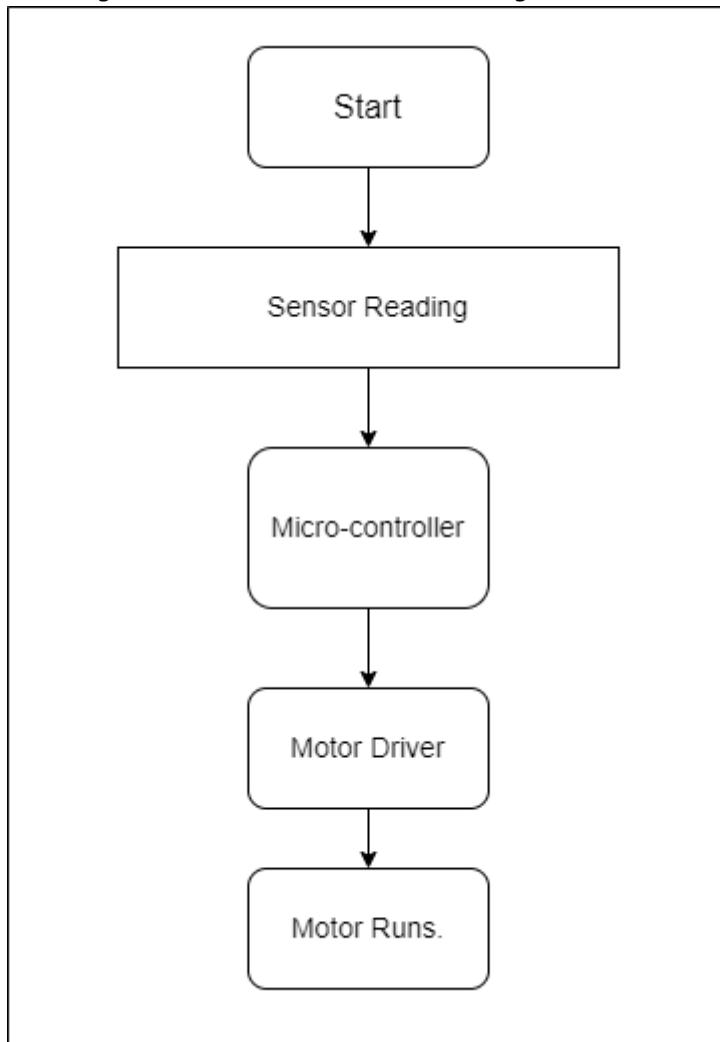 Start
Sensor Reading
Micro-controller
Motor Driver
Motor Runs.